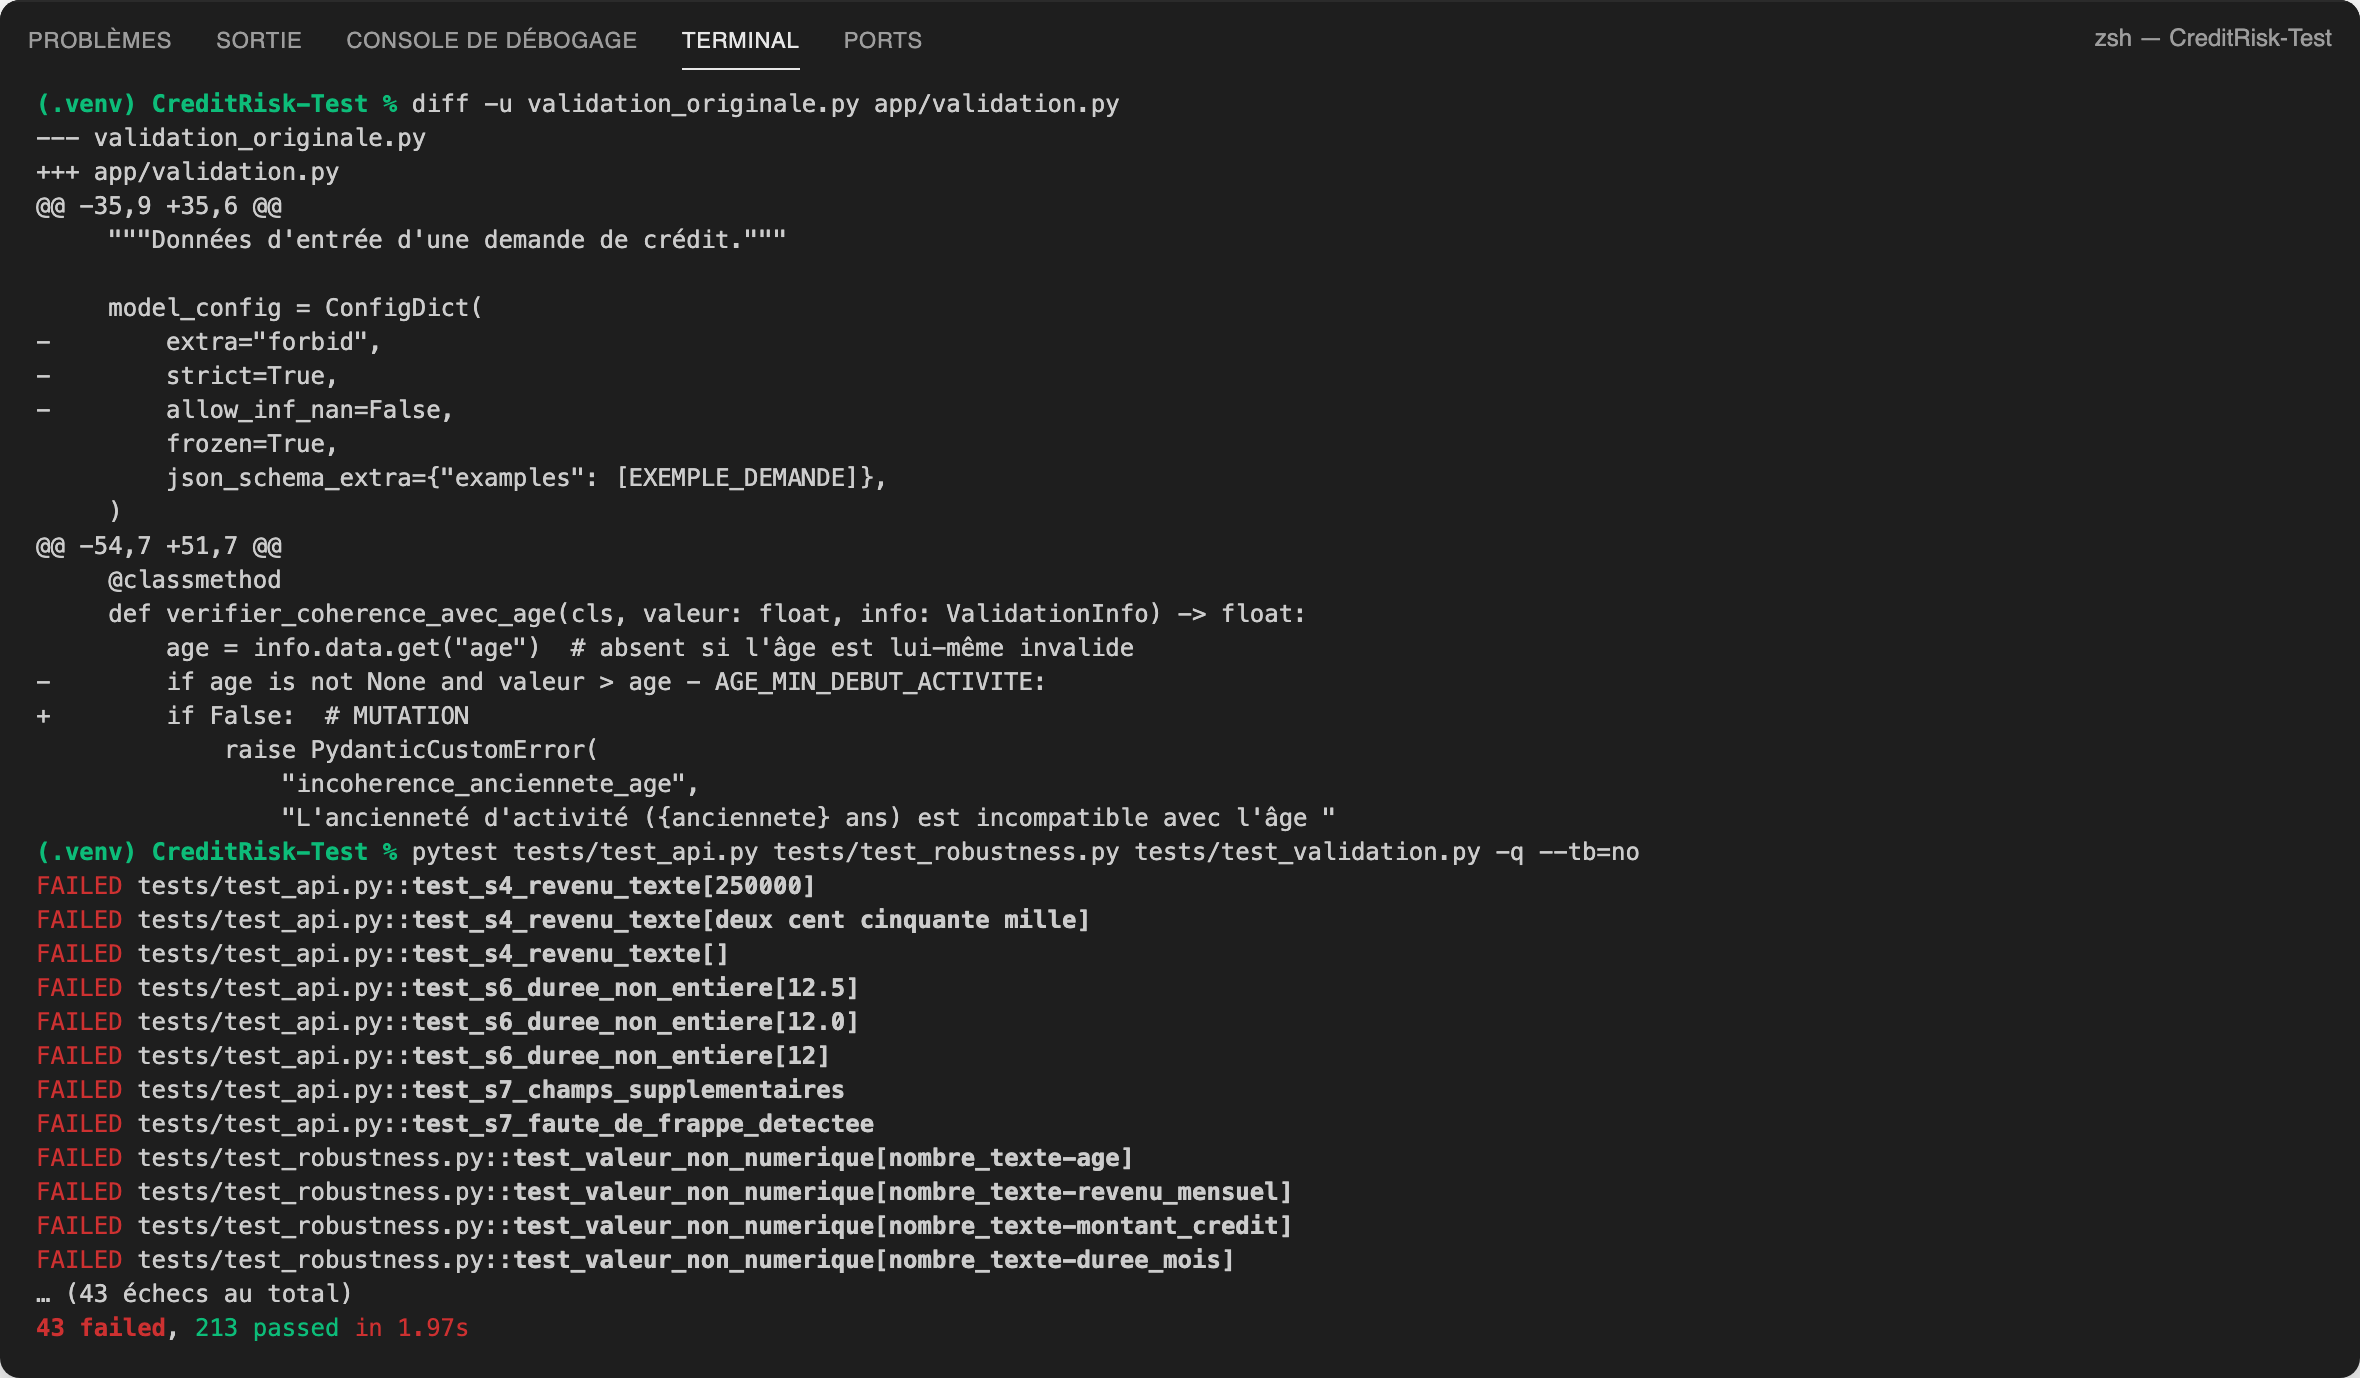 PROBLÈMES SORTIE CONSOLE DE DÉBOGAGE TERMINAL PORTS zsh — CreditRisk-Test
(.venv) CreditRisk-Test % diff -u validation_originale.py app/validation.py
--- validation_originale.py
+++ app/validation.py
@@ -35,9 +35,6 @@
     """Données d'entrée d'une demande de crédit."""

     model_config = ConfigDict(
-        extra="forbid",
-        strict=True,
-        allow_inf_nan=False,
         frozen=True,
         json_schema_extra={"examples": [EXEMPLE_DEMANDE]},
     )
@@ -54,7 +51,7 @@
     @classmethod
     def verifier_coherence_avec_age(cls, valeur: float, info: ValidationInfo) -> float:
         age = info.data.get("age")  # absent si l'âge est lui-même invalide
-        if age is not None and valeur > age - AGE_MIN_DEBUT_ACTIVITE:
+        if False:  # MUTATION
             raise PydanticCustomError(
                 "incoherence_anciennete_age",
                 "L'ancienneté d'activité ({anciennete} ans) est incompatible avec l'âge "
(.venv) CreditRisk-Test % pytest tests/test_api.py tests/test_robustness.py tests/test_validation.py -q --tb=no
FAILED tests/test_api.py::test_s4_revenu_texte[250000]
FAILED tests/test_api.py::test_s4_revenu_texte[deux cent cinquante mille]
FAILED tests/test_api.py::test_s4_revenu_texte[]
FAILED tests/test_api.py::test_s6_duree_non_entiere[12.5]
FAILED tests/test_api.py::test_s6_duree_non_entiere[12.0]
FAILED tests/test_api.py::test_s6_duree_non_entiere[12]
FAILED tests/test_api.py::test_s7_champs_supplementaires
FAILED tests/test_api.py::test_s7_faute_de_frappe_detectee
FAILED tests/test_robustness.py::test_valeur_non_numerique[nombre_texte-age]
FAILED tests/test_robustness.py::test_valeur_non_numerique[nombre_texte-revenu_mensuel]
FAILED tests/test_robustness.py::test_valeur_non_numerique[nombre_texte-montant_credit]
FAILED tests/test_robustness.py::test_valeur_non_numerique[nombre_texte-duree_mois]
… (43 échecs au total)
43 failed, 213 passed in 1.97s